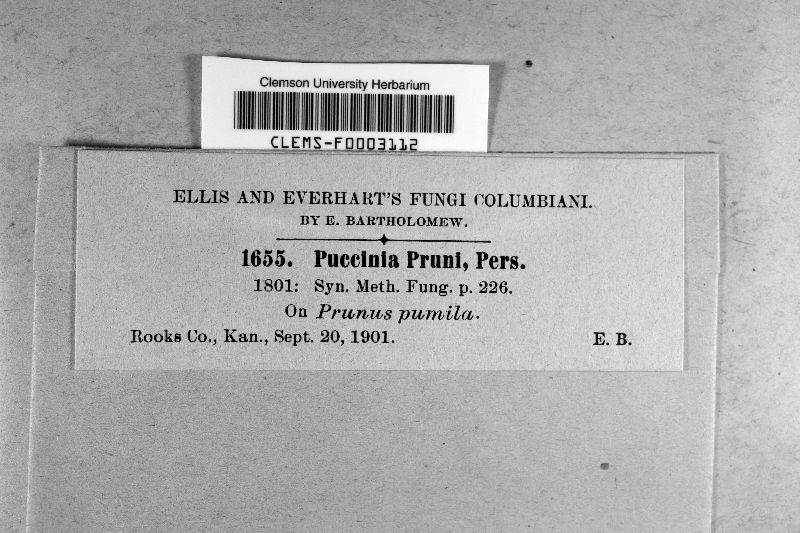 Clemson University Herbarium
CLEMS-F0003112
ELLIS AND EVERHART'S FUNGI COLUMBIANI.
BY E. BARTHOLOMEW.
1655. Puccinia Pruni, Pers.
1801: Syn. Meth. Fung. p. 226.
On Prunus pumila.
Rooks Co., Kan., Sept. 20, 1901. E. B.